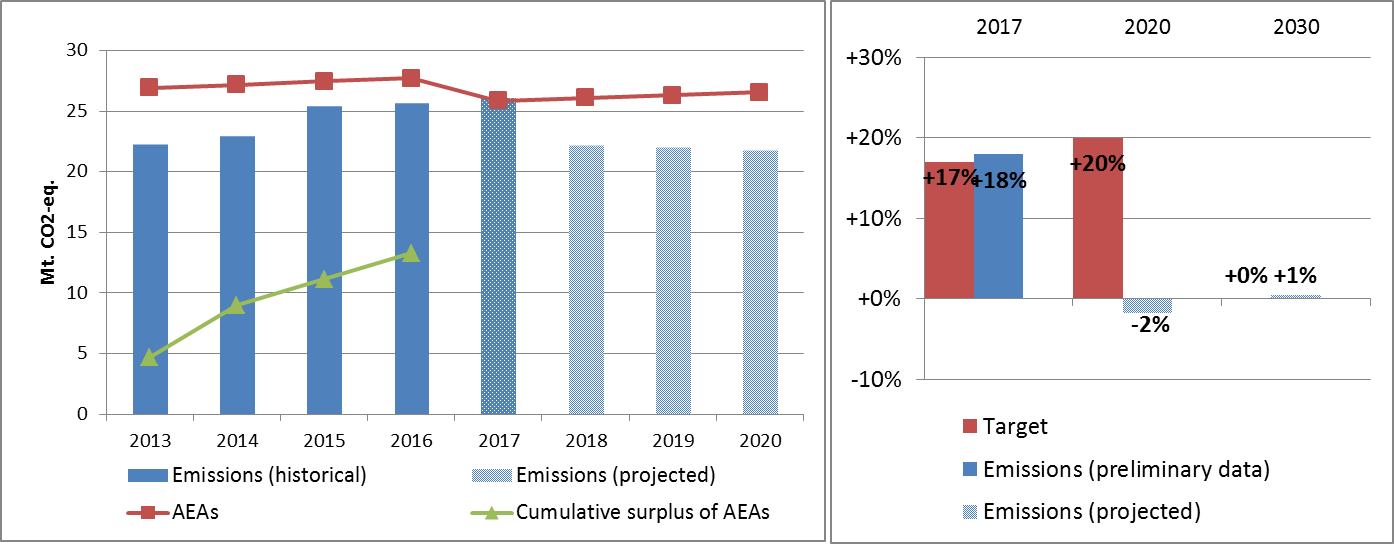 Mt. CO2-eq.
30
25
20
15
10
5
0
2013 2014 2015 2016 2017 2018 2019 2020
Emissions (historical) Emissions (projected)
AEAs Cumulative surplus of AEAs
2017 2020 2030
+30%
+20%
+10%
+0%
-10%
+17% +18% +20% -2% +0% +1%
Target
Emissions (preliminary data)
Emissions (projected)